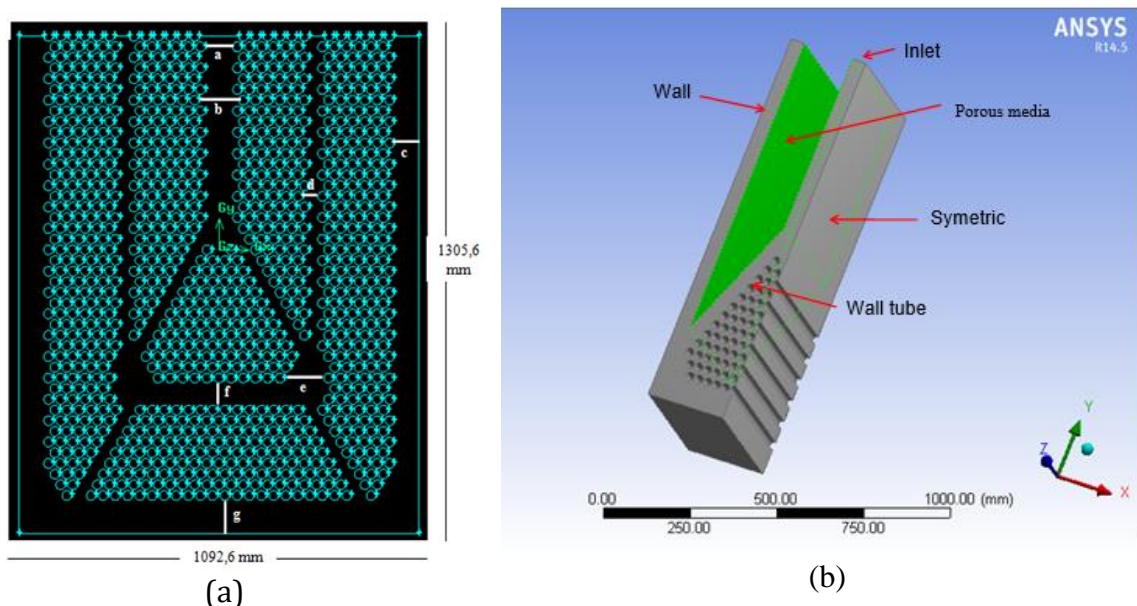 a
b
c
d
Gy
e
f
g
1305,6
mm
1092,6 mm
(a)
ANSYS
R14.5
Inlet
Wall
Porous media
Symetric
Wall tube
Y
Z
X
0.00 500.00 1000.00 (mm)
250.00 750.00
(b)